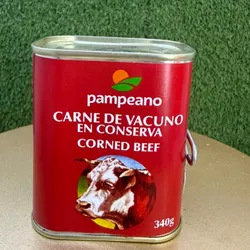 pampeano
CARNE DE VACUNO
EN CONSERVA
CORNED BEEF
340g